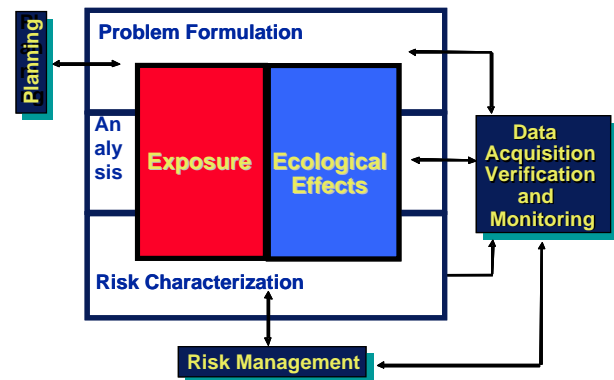 Planning
Problem Formulation
An
aly
sis
Exposure
Ecological
Effects
Data
Acquisition
Verification
and
Monitoring
Risk Characterization
Risk Management